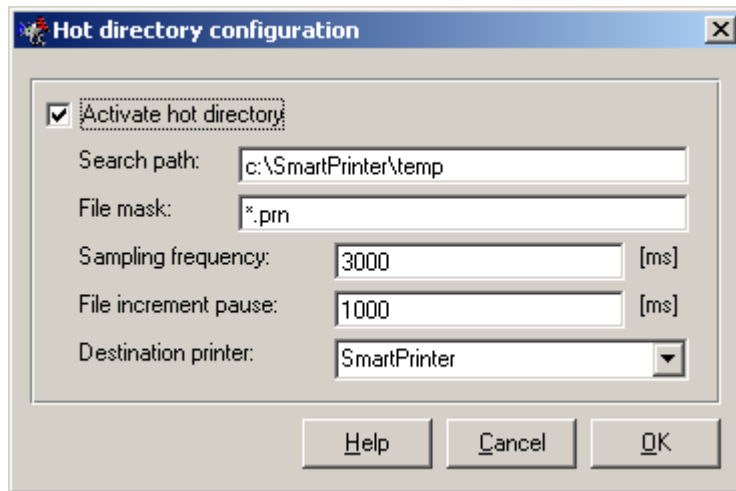 Hot directory configuration
Activate hot directory
Search path: c:\SmartPrinter\temp
File mask: *.prn
Sampling frequency: 3000 [ms]
File increment pause: 1000 [ms]
Destination printer: SmartPrinter
Help Cancel OK